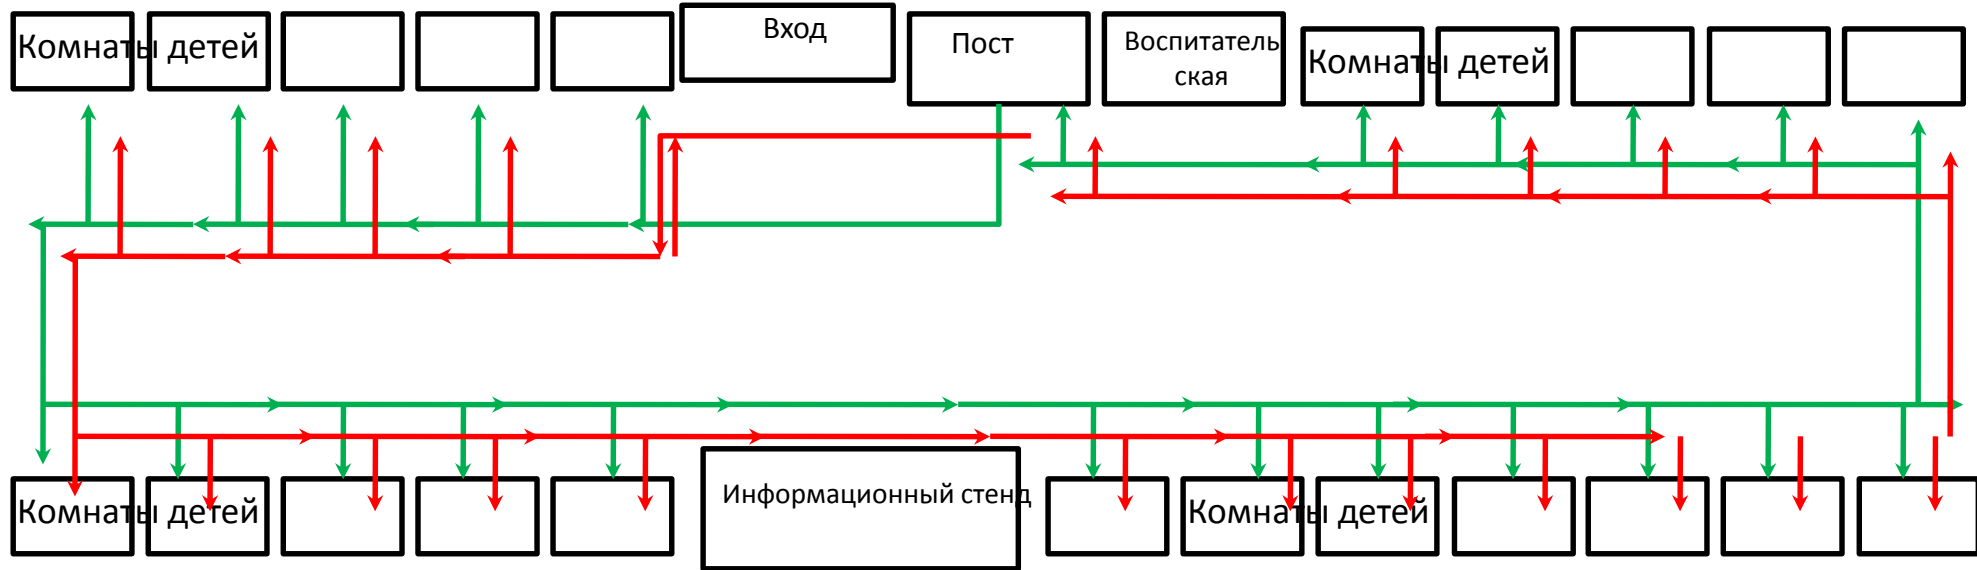 Комнаты детей
Вход
Пост
Воспитатель
ская
Комнаты детей
Комнаты детей
Информационный стенд
Комнаты детей